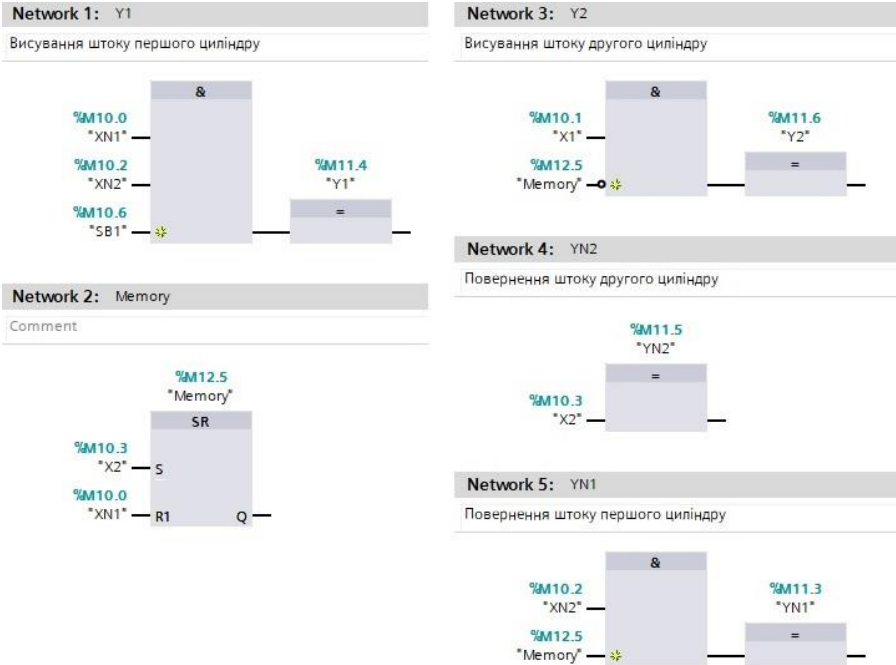 Network 1: Y1
Висування штоку першого циліндру
&
%M10.0
"XN1"
%M10.2
"XN2"
%M10.6
"SB1"
%M11.4
"Y1"
=
Network 2: Memory
Comment
%M12.5
"Memory"
SR
%M10.3
"X2"
S
%M10.0
"XN1"
R1
Q
Network 3: Y2
Висування штоку другого циліндру
&
%M10.1
"X1"
%M12.5
"Memory"
%M11.6
"Y2"
=
Network 4: YN2
Повернення штоку другого циліндру
%M11.5
"YN2"
=
%M10.3
"X2"
Network 5: YN1
Повернення штоку першого циліндру
&
%M10.2
"XN2"
%M12.5
"Memory"
%M11.3
"YN1"
=